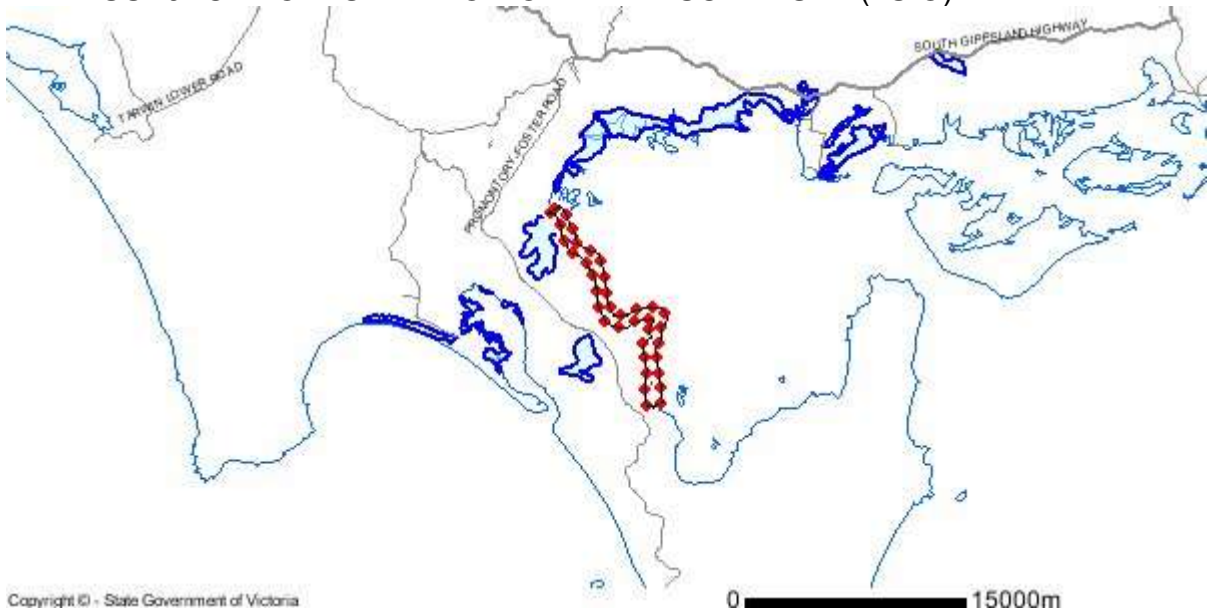 SOUTH GIPPSLAND HIGHWAY
TARWIN LOWER ROAD
PROMONTORY-FOSTER ROAD
Copyright © - State Government of Victoria
0 15000m